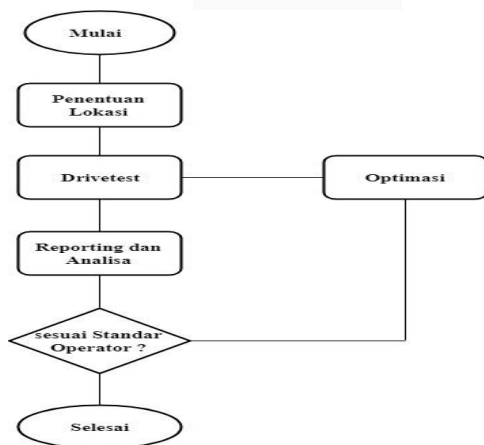 Mulai
Penentuan
Lokasi
Drivetest
Optimasi
Reporting dan
Analisa
sesuai Standar
Operator ?
Selesai